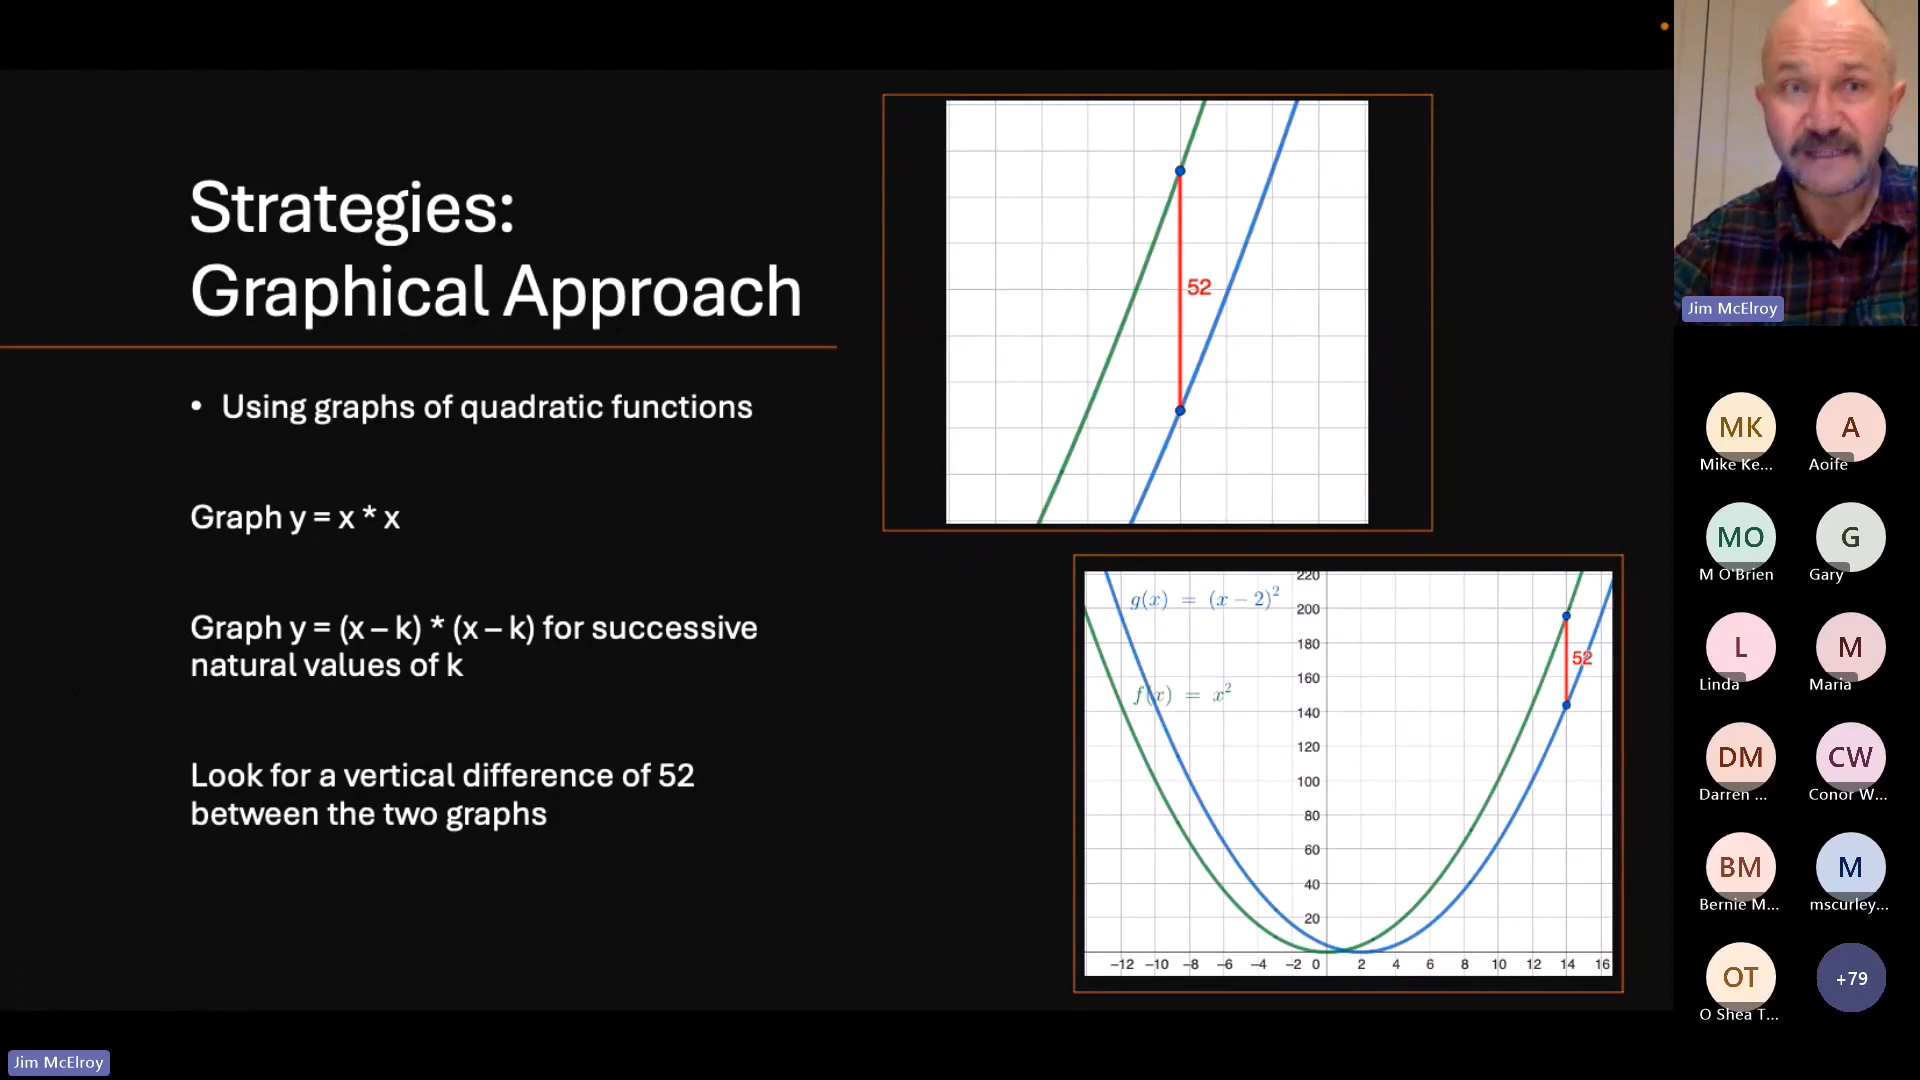 Strategies:
Graphical Approach
• Using graphs of quadratic functions
Graph y = x * x
Graph y = (x – k) * (x – k) for successive
natural values of k
Look for a vertical difference of 52
between the two graphs
52
g(x) = (x − 2)²
f(x) = x²
52
220
200
180
160
140
120
100
80
60
40
20
−12 −10 −8 −6 −4 −2 0 2 4 6 8 10 12 14 16
Jim McElroy
MK
A
Mike Ke...
Aoife
MO
G
M O'Brien
Gary
L
M
Linda
Maria
DM
CW
Darren ...
Conor W...
BM
M
Bernie M...
mscurley...
OT
+79
O Shea T...
Jim McElroy